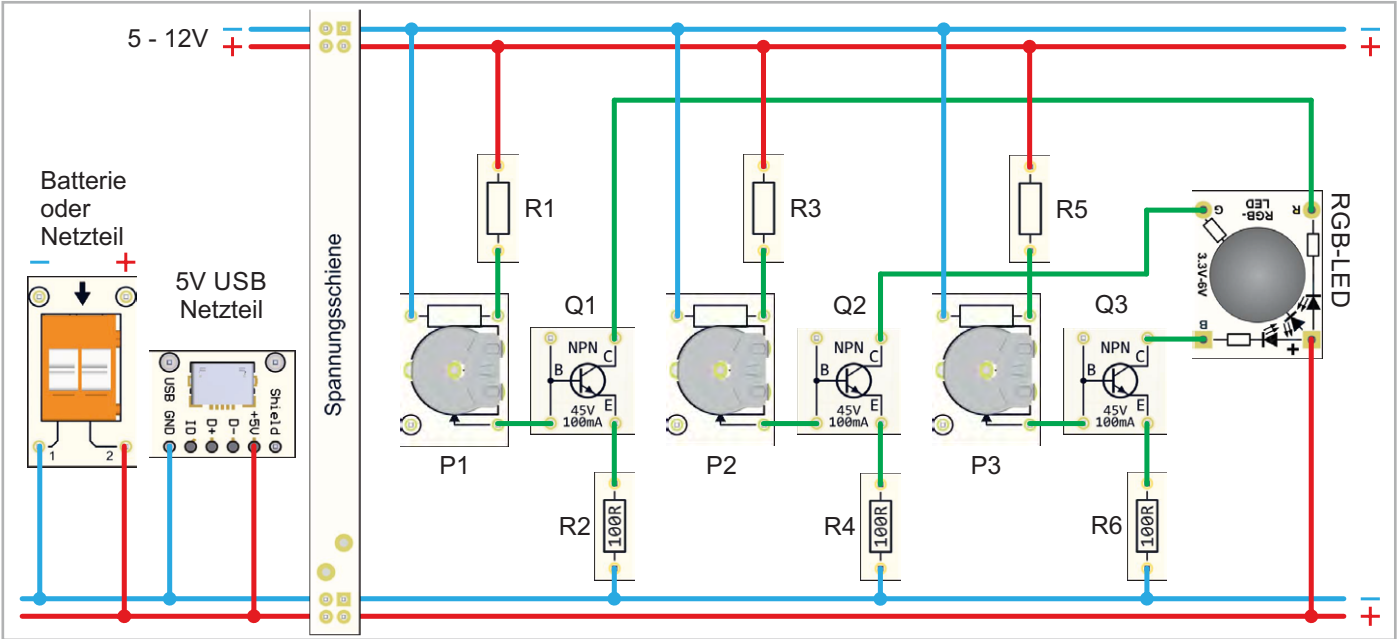 5 - 12V − +
− +
Batterie
oder
Netzteil
− +
1 2
5V USB
Netzteil
USB
GND
ID
D+
D-
+5V
Shield
Spannungsschiene
R1
R3
R5
P1
P2
P3
Q1
NPN
C
B
E
45V
100mA
Q2
NPN
C
B
E
45V
100mA
Q3
NPN
C
B
E
45V
100mA
R2
100R
R4
100R
R6
100R
G
RGB-
LED
R
3.3V-6V
B
+
RGB-LED
− +